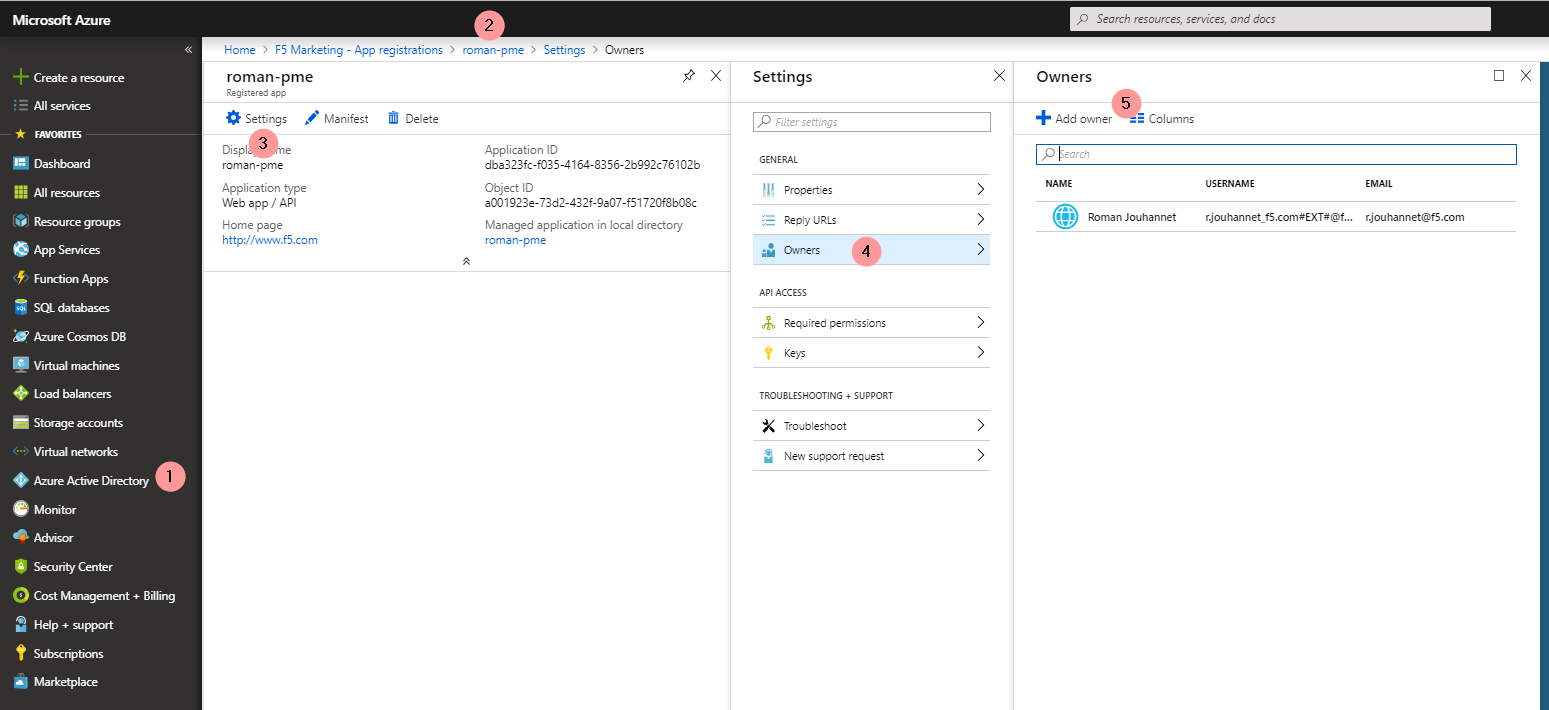 Microsoft Azure
Search resources, services, and docs
2
Home > F5 Marketing - App registrations > roman-pme > Settings > Owners
«
Create a resource
All services
FAVORITES
Dashboard
All resources
Resource groups
App Services
Function Apps
SQL databases
Azure Cosmos DB
Virtual machines
Load balancers
Storage accounts
Virtual networks
Azure Active Directory
1
Monitor
Advisor
Security Center
Cost Management + Billing
Help + support
Subscriptions
Marketplace
roman-pme
Registered app
Settings Manifest Delete
3
Application ID
roman-pme
dba323fc-f035-4164-8356-2b992c76102b
Application type
Web app / API
Object ID
a001923e-73d2-432f-9a07-f51720f8b08c
Home page
http://www.f5.com
Managed application in local directory
roman-pme
Settings
Filter settings
GENERAL
Properties
Reply URLs
Owners
4
API ACCESS
Required permissions
Keys
TROUBLESHOOTING + SUPPORT
Troubleshoot
New support request
Owners
5
Add owner Columns
Search
NAME USERNAME EMAIL
Roman Jouhannet r.jouhannet_f5.com#EXT#@f... r.jouhannet@f5.com